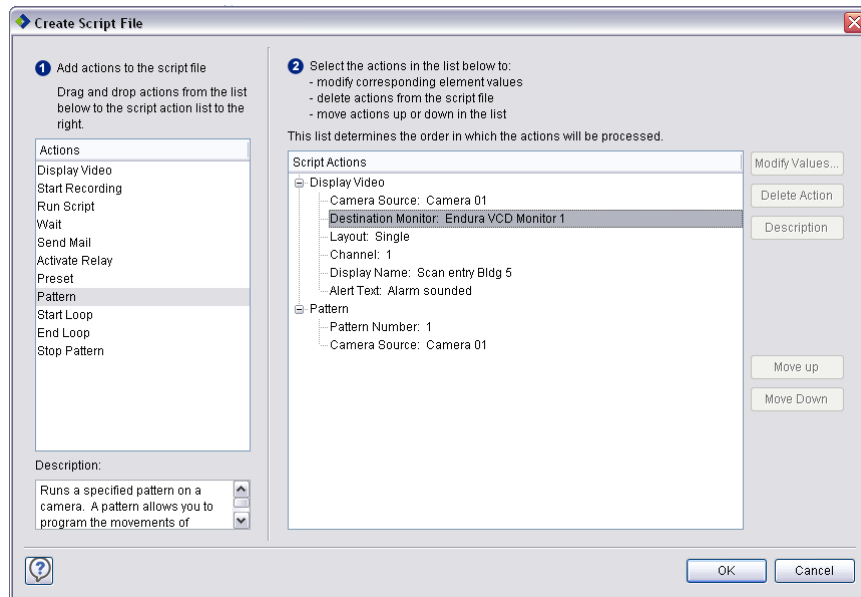 Create Script File
1 Add actions to the script file
Drag and drop actions from the list
below to the script action list to the
right.
Actions
Display Video
Start Recording
Run Script
Wait
Send Mail
Activate Relay
Preset
Pattern
Start Loop
End Loop
Stop Pattern
Description:
Runs a specified pattern on a
camera. A pattern allows you to
program the movements of
2 Select the actions in the list below to:
- modify corresponding element values
- delete actions from the script file
- move actions up or down in the list
This list determines the order in which the actions will be processed.
Script Actions
Display Video
Camera Source: Camera 01
Destination Monitor: Endura VCD Monitor 1
Layout: Single
Channel: 1
Display Name: Scan entry Bldg 5
Alert Text: Alarm sounded
Pattern
Pattern Number: 1
Camera Source: Camera 01
Modify Values...
Delete Action
Description
Move up
Move Down
?
OK
Cancel